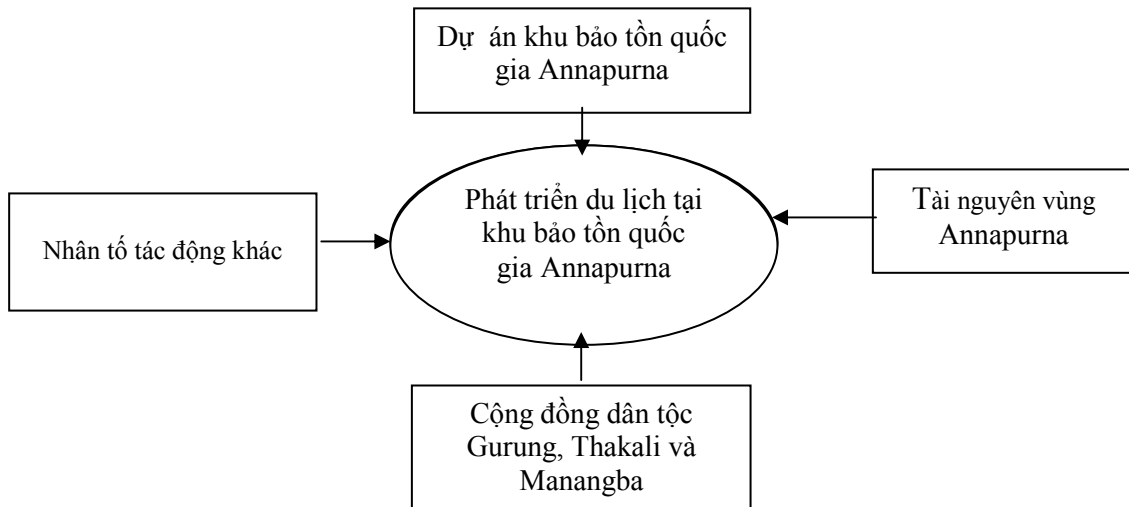 Dự án khu bảo tồn quốc
gia Annapurna
Phát triển du lịch tại
khu bảo tồn quốc
gia Annapurna
Nhân tố tác động khác
Tài nguyên vùng
Annapurna
Cộng đồng dân tộc
Gurung, Thakali và
Manangba